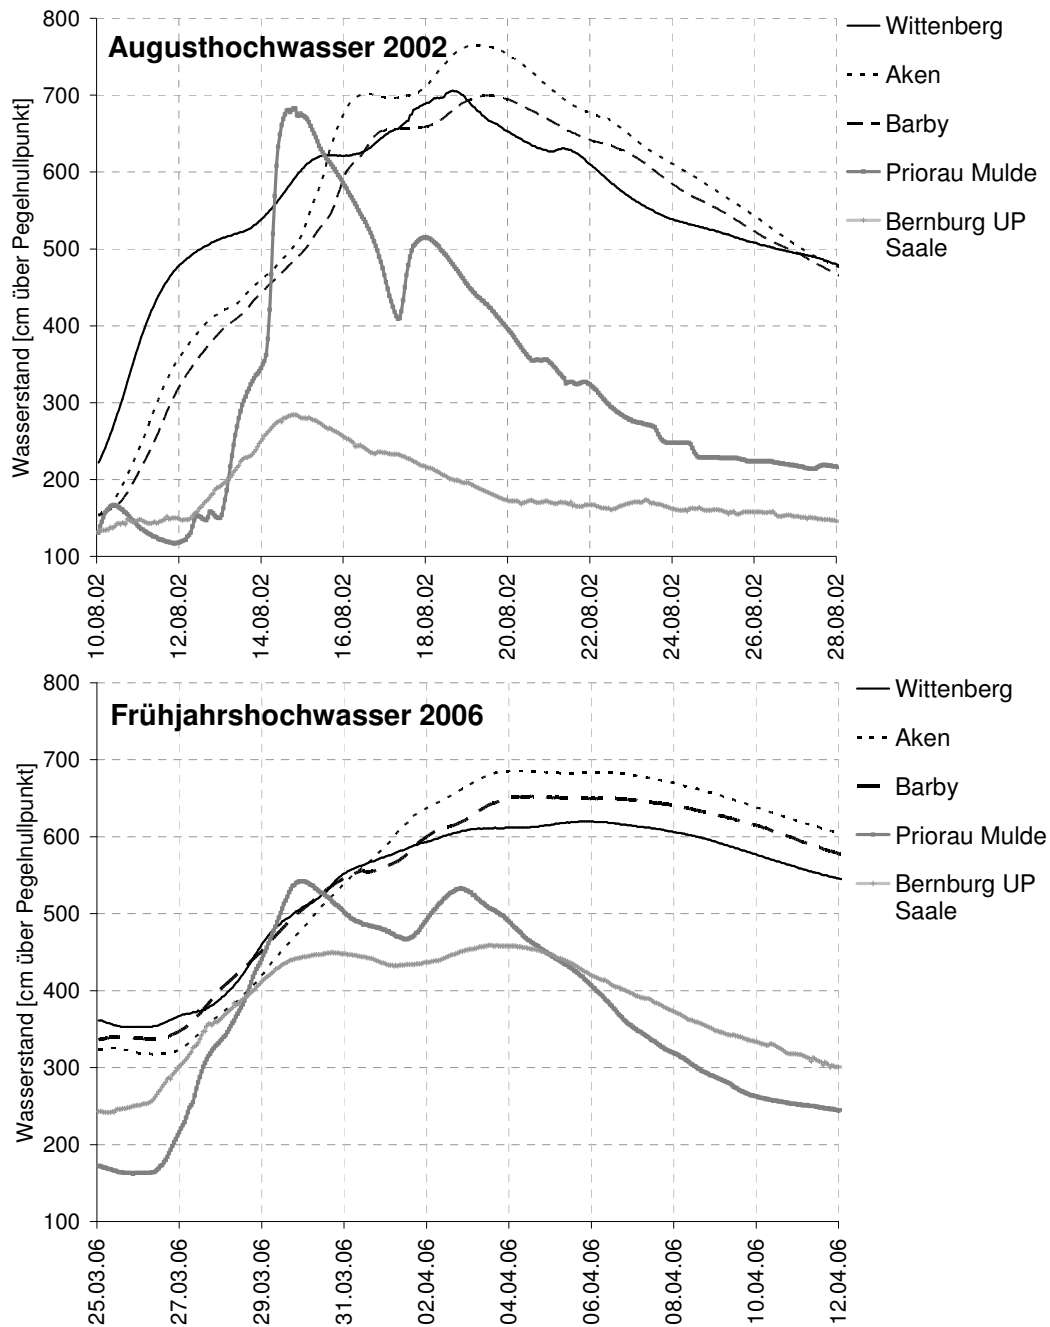 Augusthochwasser 2002
Wasserstand [cm über Pegelnullpunkt]
800
700
600
500
400
300
200
100
10.08.02
12.08.02
14.08.02
16.08.02
18.08.02
20.08.02
22.08.02
24.08.02
26.08.02
28.08.02
Wittenberg
Aken
Barby
Priorau Mulde
Bernburg UP
Saale
Frühjahrshochwasser 2006
Wasserstand [cm über Pegelnullpunkt]
800
700
600
500
400
300
200
100
25.03.06
27.03.06
29.03.06
31.03.06
02.04.06
04.04.06
06.04.06
08.04.06
10.04.06
12.04.06
Wittenberg
Aken
Barby
Priorau Mulde
Bernburg UP
Saale